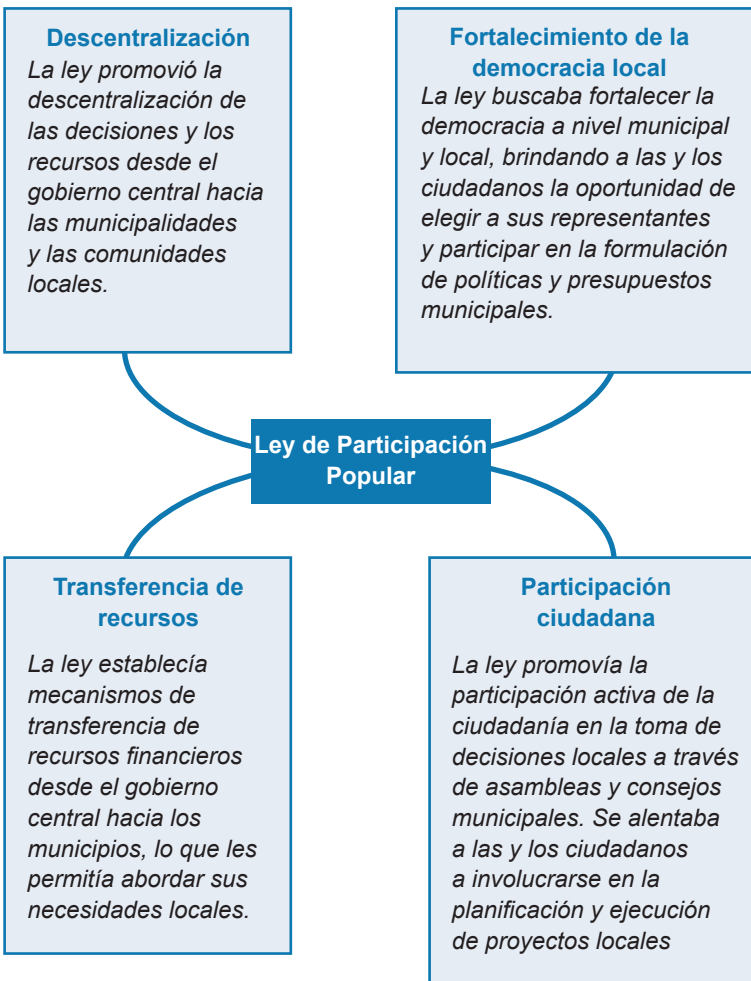 Descentralización
La ley promovió la
descentralización de
las decisiones y los
recursos desde el
gobierno central hacia
las municipalidades
y las comunidades
locales.
Fortalecimiento de la
democracia local
La ley buscaba fortalecer la
democracia a nivel municipal
y local, brindando a las y los
ciudadanos la oportunidad de
elegir a sus representantes
y participar en la formulación
de políticas y presupuestos
municipales.
Ley de Participación
Popular
Transferencia de
recursos
La ley establecía
mecanismos de
transferencia de
recursos financieros
desde el gobierno
central hacia los
municipios, lo que les
permitía abordar sus
necesidades locales.
Participación
ciudadana
La ley promovía la
participación activa de la
ciudadanía en la toma de
decisiones locales a través
de asambleas y consejos
municipales. Se alentaba
a las y los ciudadanos
a involucrarse en la
planificación y ejecución
de proyectos locales